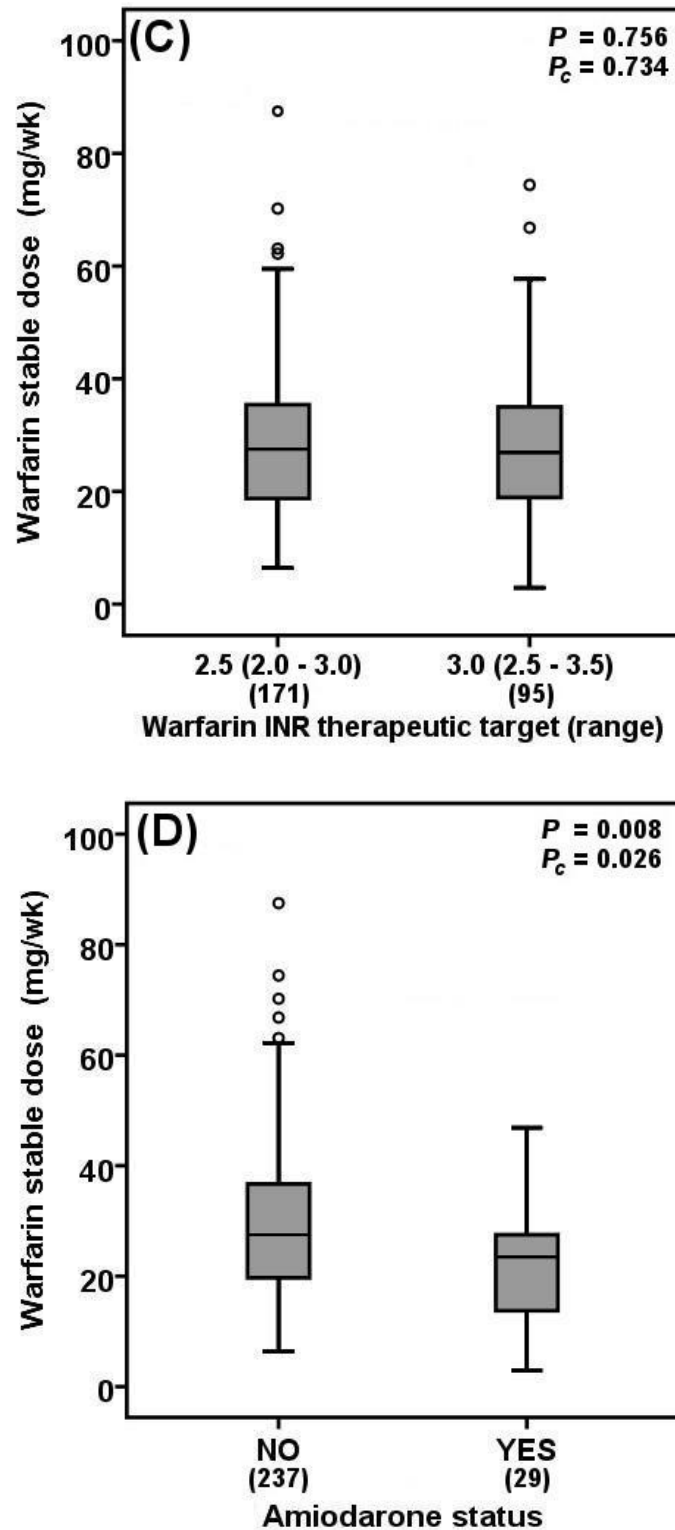 (C)
P = 0.756
Pc = 0.734
100
80
60
40
20
0
Warfarin stable dose (mg/wk)
2.5 (2.0 - 3.0) 3.0 (2.5 - 3.5)
(171) (95)
Warfarin INR therapeutic target (range)
(D)
P = 0.008
Pc = 0.026
100
80
60
40
20
0
Warfarin stable dose (mg/wk)
NO YES
(237) (29)
Amiodarone status